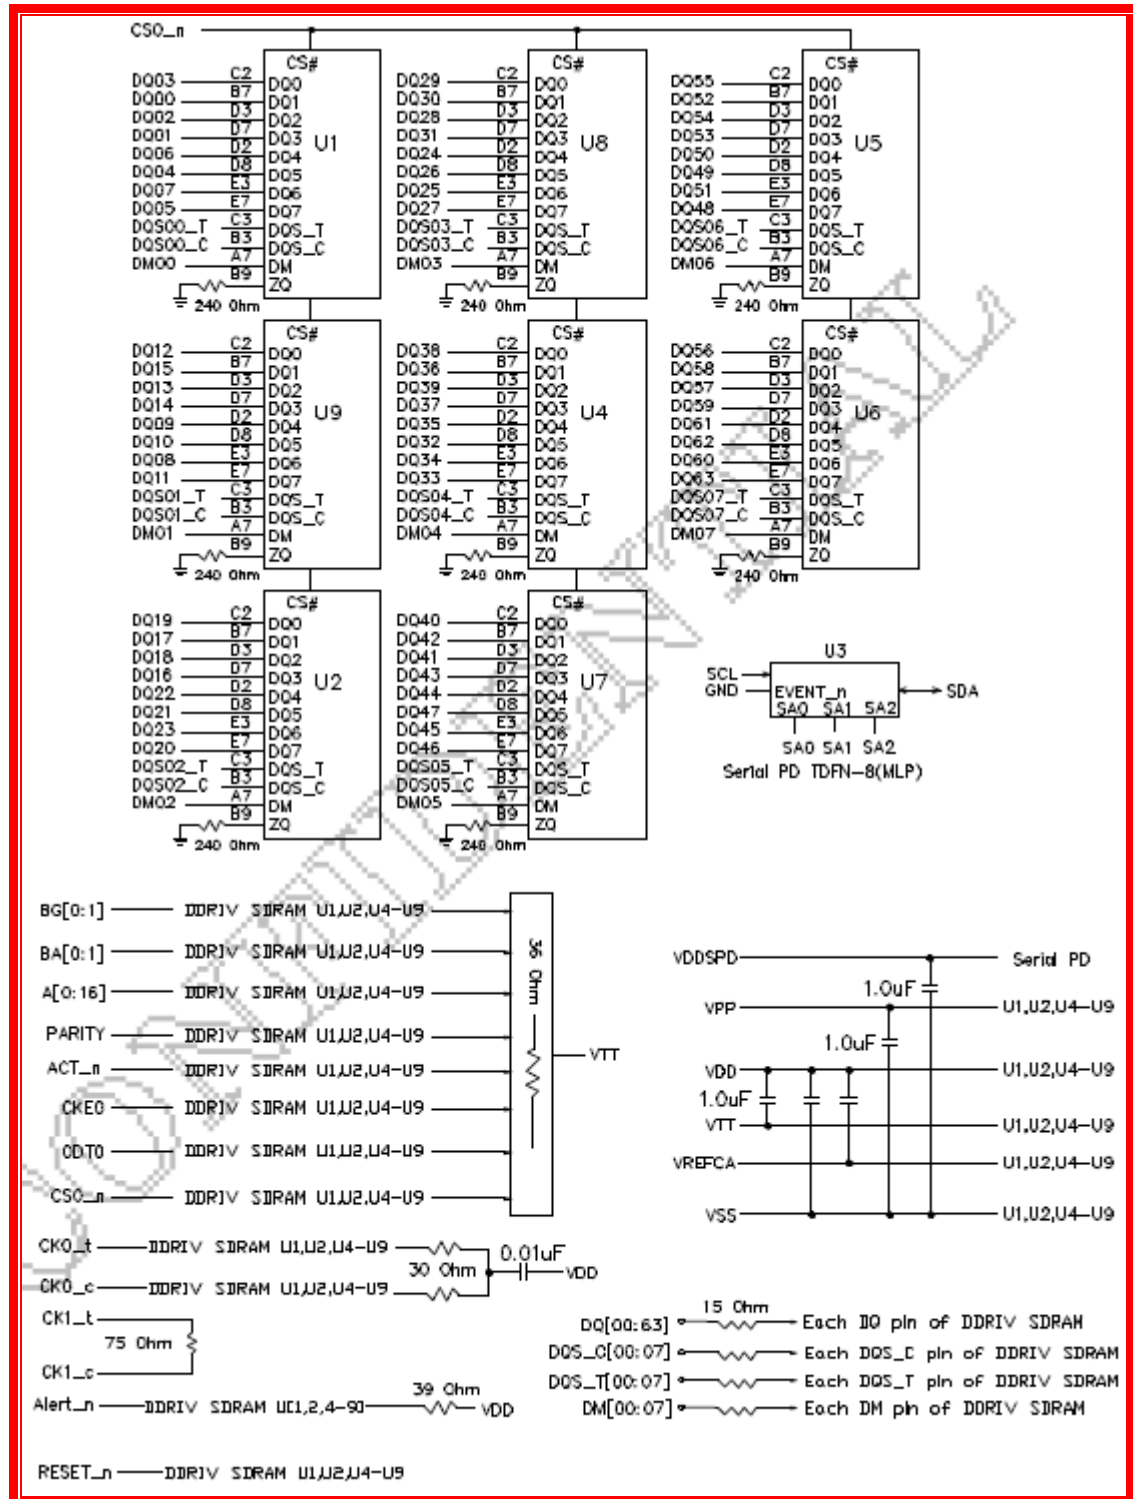 CS0_n
CS# CS# CS#
DQ03 C2 DQ0 DQ29 C2 DQ0 DQ55 C2 DQ0
DQ00 B7 DQ1 DQ30 B7 DQ1 DQ52 B7 DQ1
DQ02 D3 DQ2 DQ28 D3 DQ2 DQ54 D3 DQ2
DQ01 D7 DQ3 U1 DQ31 D7 DQ3 U8 DQ53 D7 DQ3 U5
DQ06 D2 DQ4 DQ24 D2 DQ4 DQ50 D2 DQ4
DQ04 D8 DQ5 DQ26 D8 DQ5 DQ49 D8 DQ5
DQ07 E3 DQ6 DQ25 E3 DQ6 DQ51 E3 DQ6
DQ05 E7 DQ7 DQ27 E7 DQ7 DQ48 E7 DQ7
DQS00_T C3 DQS_T DQS03_T C3 DQS_T DQS06_T C3 DQS_T
DQS00_C B3 DQS_C DQS03_C B3 DQS_C DQS06_C B3 DQS_C
DM00 A7 DM DM03 A7 DM DM06 A7 DM
B9 ZQ B9 ZQ B9 ZQ
240 Ohm 240 Ohm 240 Ohm
CS# CS# CS#
DQ12 C2 DQ0 DQ38 C2 DQ0 DQ56 C2 DQ0
DQ15 B7 DQ1 DQ36 B7 DQ1 DQ58 B7 DQ1
DQ13 D3 DQ2 DQ39 D3 DQ2 DQ57 D3 DQ2
DQ14 D7 DQ3 U9 DQ37 D7 DQ3 U4 DQ59 D7 DQ3 U6
DQ09 D2 DQ4 DQ35 D2 DQ4 DQ61 D2 DQ4
DQ10 D8 DQ5 DQ32 D8 DQ5 DQ62 D8 DQ5
DQ08 E3 DQ6 DQ34 E3 DQ6 DQ60 E3 DQ6
DQ11 E7 DQ7 DQ33 E7 DQ7 DQ63 E7 DQ7
DQS01_T C3 DQS_T DQS04_T C3 DQS_T DQS07_T C3 DQS_T
DQS01_C B3 DQS_C DQS04_C B3 DQS_C DQS07_C B3 DQS_C
DM01 A7 DM DM04 A7 DM DM07 A7 DM
B9 ZQ B9 ZQ B9 ZQ
240 Ohm 240 Ohm 240 Ohm
CS# CS#
DQ19 C2 DQ0 DQ40 C2 DQ0
DQ17 B7 DQ1 DQ42 B7 DQ1
DQ18 D3 DQ2 DQ41 D3 DQ2
DQ16 D7 DQ3 U2 DQ43 D7 DQ3 U7
DQ22 D2 DQ4 DQ44 D2 DQ4
DQ21 D8 DQ5 DQ47 D8 DQ5
DQ23 E3 DQ6 DQ45 E3 DQ6
DQ20 E7 DQ7 DQ46 E7 DQ7
DQS02_T C3 DQS_T DQS05_T C3 DQS_T
DQS02_C B3 DQS_C DQS05_C B3 DQS_C
DM02 A7 DM DM05 A7 DM
B9 ZQ B9 ZQ
240 Ohm 240 Ohm
U3
SCL
GND EVENT_n SDA
SA0 SA1 SA2
SA0 SA1 SA2
Serial PD TDFN-8(MLP)
BG[0:1] DDRIV SDRAM U1,U2,U4-U9
BA[0:1] DDRIV SDRAM U1,U2,U4-U9
A[0:16] DDRIV SDRAM U1,U2,U4-U9
PARITY DDRIV SDRAM U1,U2,U4-U9
ACT_n DDRIV SDRAM U1,U2,U4-U9
CKE0 DDRIV SDRAM U1,U2,U4-U9
ODT0 DDRIV SDRAM U1,U2,U4-U9
CS0_n DDRIV SDRAM U1,U2,U4-U9
36 Ohm
VTT
VDDSPD Serial PD
1.0uF
VPP U1,U2,U4-U9
1.0uF
VDD U1,U2,U4-U9
1.0uF
VTT U1,U2,U4-U9
VREFCA U1,U2,U4-U9
VSS U1,U2,U4-U9
CK0_t DDRIV SDRAM U1,U2,U4-U9
30 Ohm 0.01uF VDD
CK0_c DDRIV SDRAM U1,U2,U4-U9
CK1_t
75 Ohm
CK1_c
Alert_n DDRIV SDRAM U[1,2,4-9] 39 Ohm VDD
RESET_n DDRIV SDRAM U1,U2,U4-U9
15 Ohm
DQ[00:63] Each DQ pin of DDRIV SDRAM
DQS_C[00:07] Each DQS_C pin of DDRIV SDRAM
DQS_T[00:07] Each DQS_T pin of DDRIV SDRAM
DM[00:07] Each DM pin of DDRIV SDRAM
CONFIDENTIAL